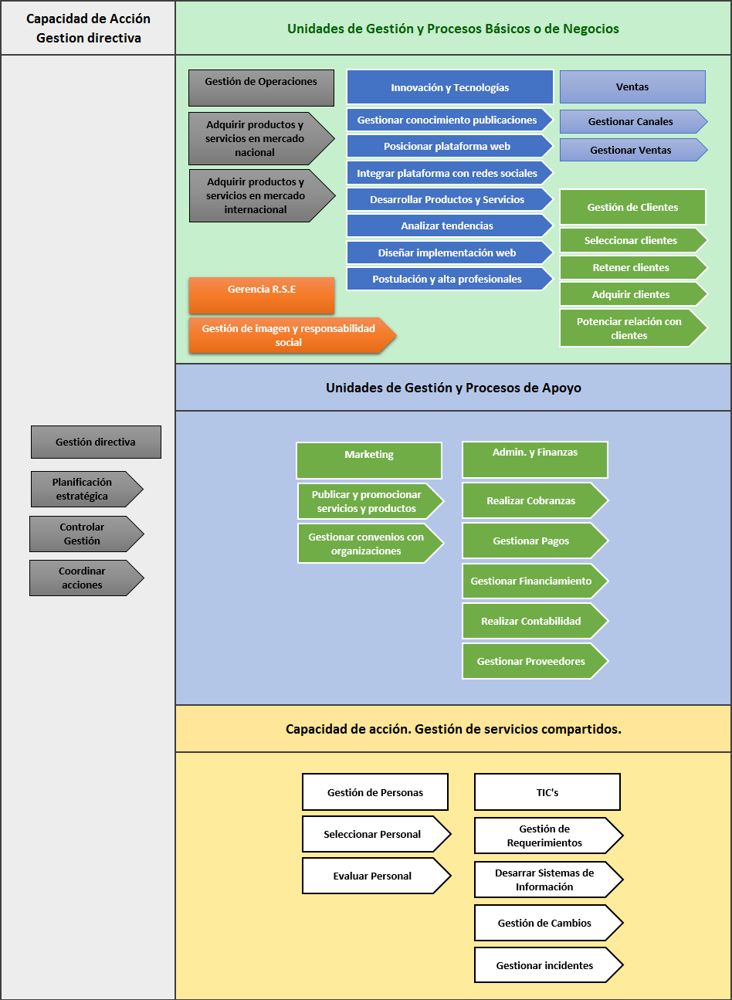 Capacidad de Acción
Gestion directiva
Unidades de Gestión y Procesos Básicos o de Negocios
Gestión de Operaciones
Adquirir productos y
servicios en mercado
nacional
Adquirir productos y
servicios en mercado
internacional
Innovación y Tecnologías
Gestionar conocimiento publicaciones
Posicionar plataforma web
Integrar plataforma con redes sociales
Desarrollar Productos y Servicios
Analizar tendencias
Diseñar implementación web
Postulación y alta profesionales
Ventas
Gestionar Canales
Gestionar Ventas
Gestión de Clientes
Seleccionar clientes
Retener clientes
Adquirir clientes
Potenciar relación con
clientes
Gerencia R.S.E
Gestión de imagen y responsabilidad
social
Unidades de Gestión y Procesos de Apoyo
Gestión directiva
Planificación
estratégica
Controlar
Gestión
Coordinar
acciones
Marketing
Publicar y promocionar
servicios y productos
Gestionar convenios con
organizaciones
Admin. y Finanzas
Realizar Cobranzas
Gestionar Pagos
Gestionar Financiamiento
Realizar Contabilidad
Gestionar Proveedores
Capacidad de acción. Gestión de servicios compartidos.
Gestión de Personas
Seleccionar Personal
Evaluar Personal
TIC's
Gestión de
Requerimientos
Desarrar Sistemas de
Información
Gestión de Cambios
Gestionar incidentes